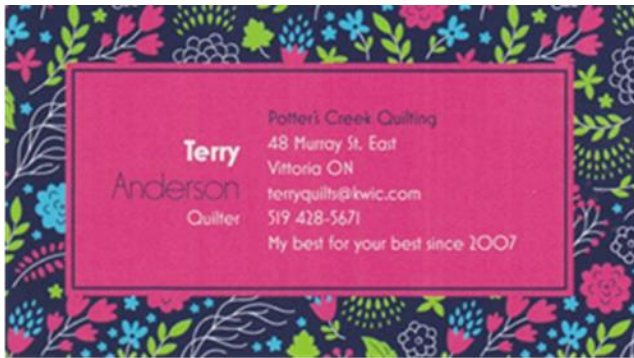 Terry
Anderson
Quilter
Potter's Creek Quilting
48 Murray St. East
Vittoria ON
terryquilts@kwic.com
519 428-5671
My best for your best since 2007